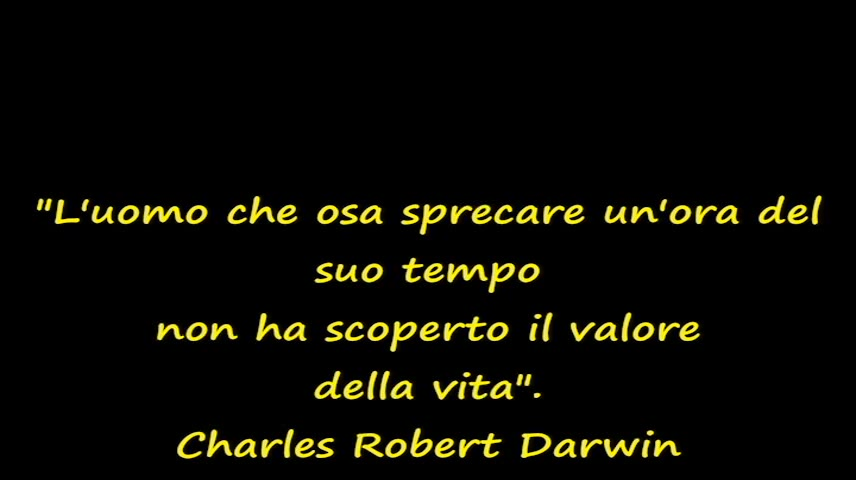 "L'uomo che osa sprecare un'ora del
suo tempo
non ha scoperto il valore
della vita".
Charles Robert Darwin